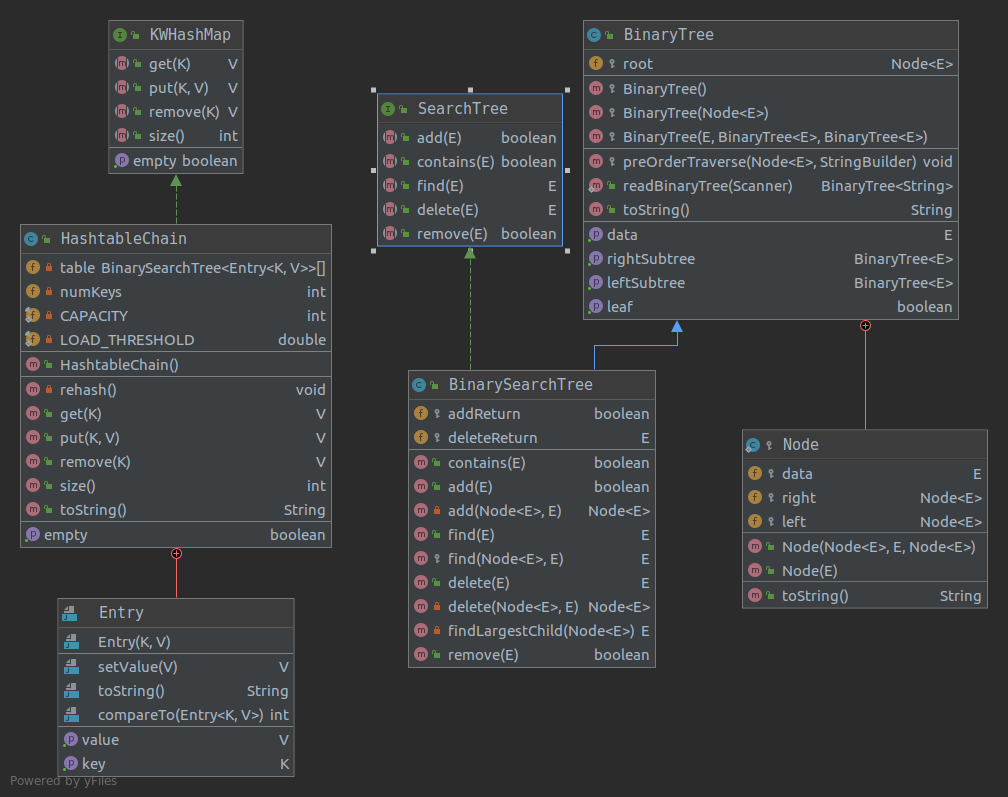 KWHashMap
get(K) V
put(K, V) V
remove(K) V
size() int
empty boolean
SearchTree
add(E) boolean
contains(E) boolean
find(E) E
delete(E) E
remove(E) boolean
BinaryTree
root Node<E>
BinaryTree()
BinaryTree(Node<E>)
BinaryTree(E, BinaryTree<E>, BinaryTree<E>)
preOrderTraverse(Node<E>, StringBuilder) void
readBinaryTree(Scanner) BinaryTree<String>
toString() String
data E
rightSubtree BinaryTree<E>
leftSubtree BinaryTree<E>
leaf boolean
HashtableChain
table BinarySearchTree<Entry<K, V>>[]
numKeys int
CAPACITY int
LOAD_THRESHOLD double
HashtableChain()
rehash() void
get(K) V
put(K, V) V
remove(K) V
size() int
toString() String
empty boolean
BinarySearchTree
addReturn boolean
deleteReturn E
contains(E) boolean
add(E) boolean
add(Node<E>, E) Node<E>
find(E) E
find(Node<E>, E) E
delete(E) E
delete(Node<E>, E) Node<E>
findLargestChild(Node<E>) E
remove(E) boolean
Node
data E
right Node<E>
left Node<E>
Node(Node<E>, E, Node<E>)
Node(E)
toString() String
Entry
Entry(K, V)
setValue(V) V
toString() String
compareTo(Entry<K, V>) int
value V
key K
Powered by yFiles